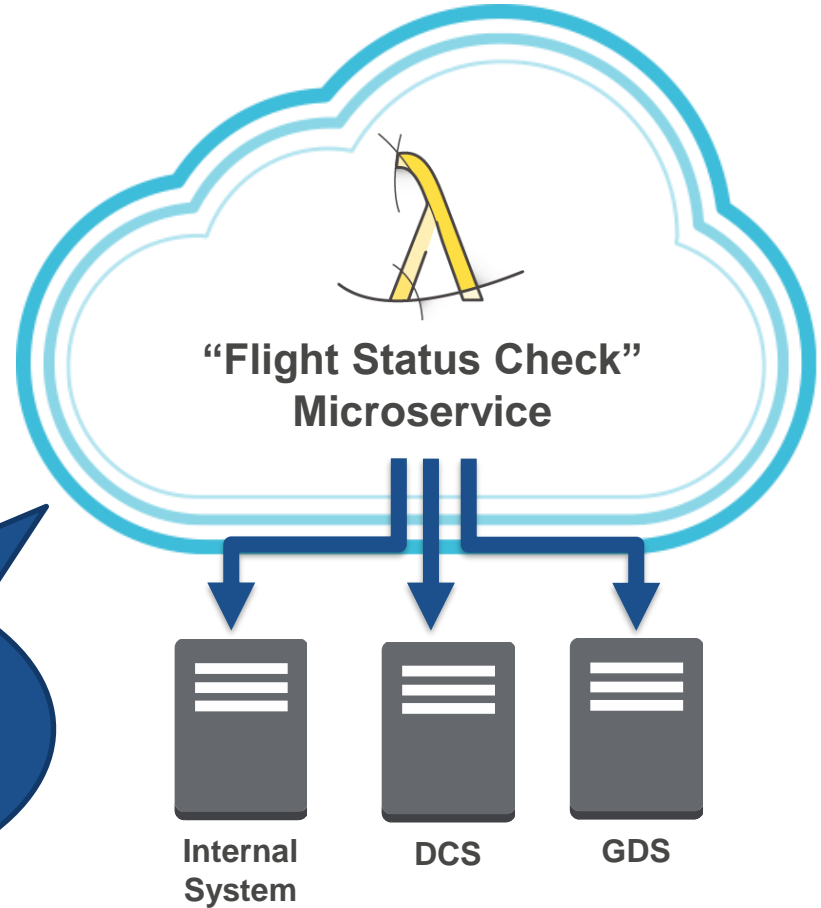 “Flight Status Check”
Microservice
Internal
System
DCS
GDS